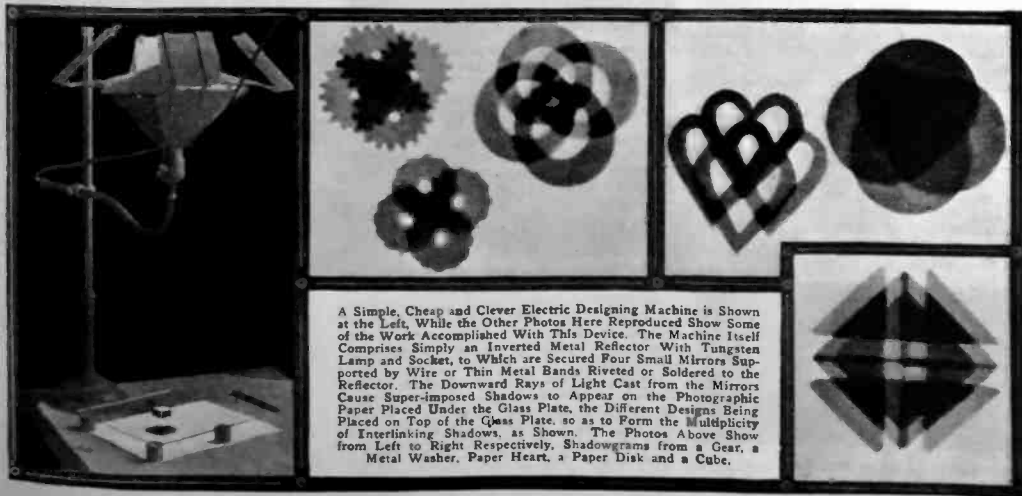 A Simple, Cheap and Clever Electric Designing Machine is Shown
at the Left, While the Other Photos Here Reproduced Show Some
of the Work Accomplished With This Device. The Machine Itself
Comprises Simply an Inverted Metal Reflector With Tungsten
Lamp and Socket, to Which are Secured Four Small Mirrors Sup-
ported by Wire or Thin Metal Bands Riveted or Soldered to the
Reflector. The Downward Rays of Light Cast from the Mirrors
Cause Super-imposed Shadows to Appear on the Photographic
Paper Placed Under the Glass Plate, the Different Designs Being
Placed on Top of the Glass Plate, so as to Form the Multiplicity
of Interlinking Shadows, as Shown. The Photos Above Show
from Left to Right Respectively, Shadowgrams from a Gear, a
Metal Washer, Paper Heart, a Paper Disk and a Cube.